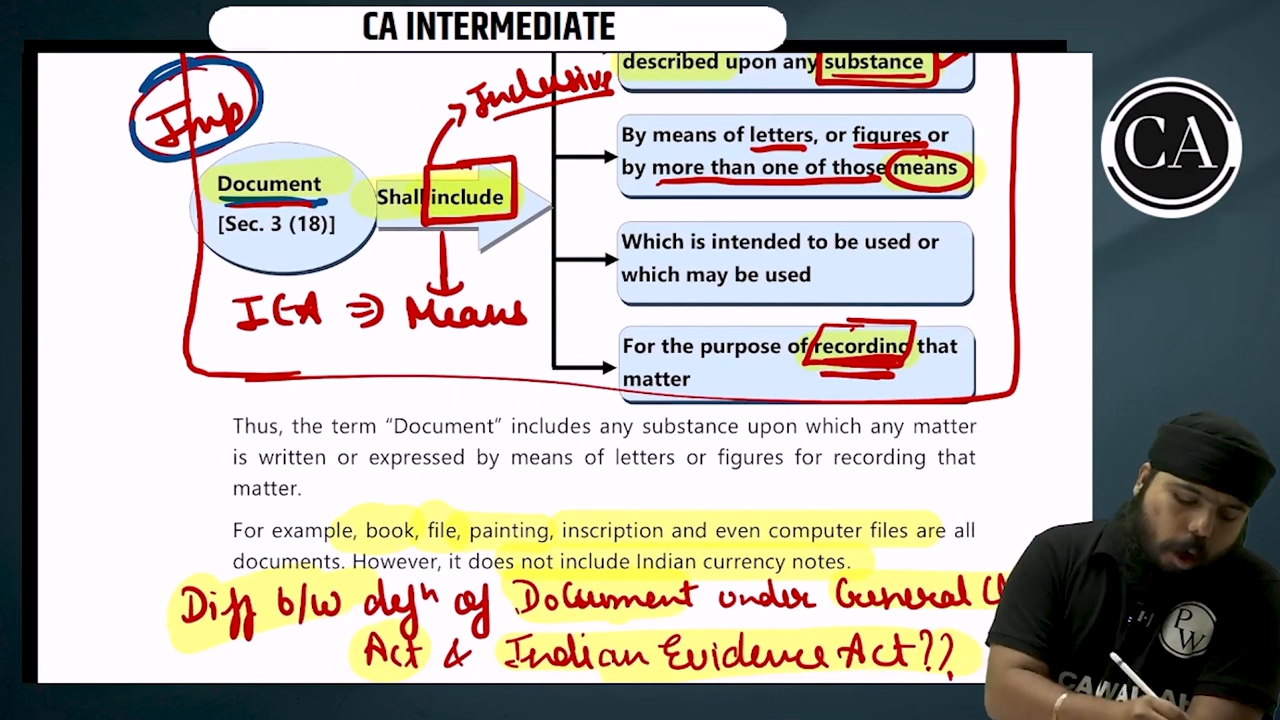 CA INTERMEDIATE
described upon any substance
Imp
Inclusive
By means of letters, or figures or
by more than one of those means
Document
[Sec. 3 (18)]
Shall include
Which is intended to be used or
which may be used
IEA ⇒ Means
For the purpose of recording that
matter
Thus, the term “Document” includes any substance upon which any matter
is written or expressed by means of letters or figures for recording that
matter.
For example, book, file, painting, inscription and even computer files are all
documents. However, it does not include Indian currency notes.
Diff b/w defn of Document under General Cl
Act & Indian Evidence Act??
CA
PW
CAWALLAH